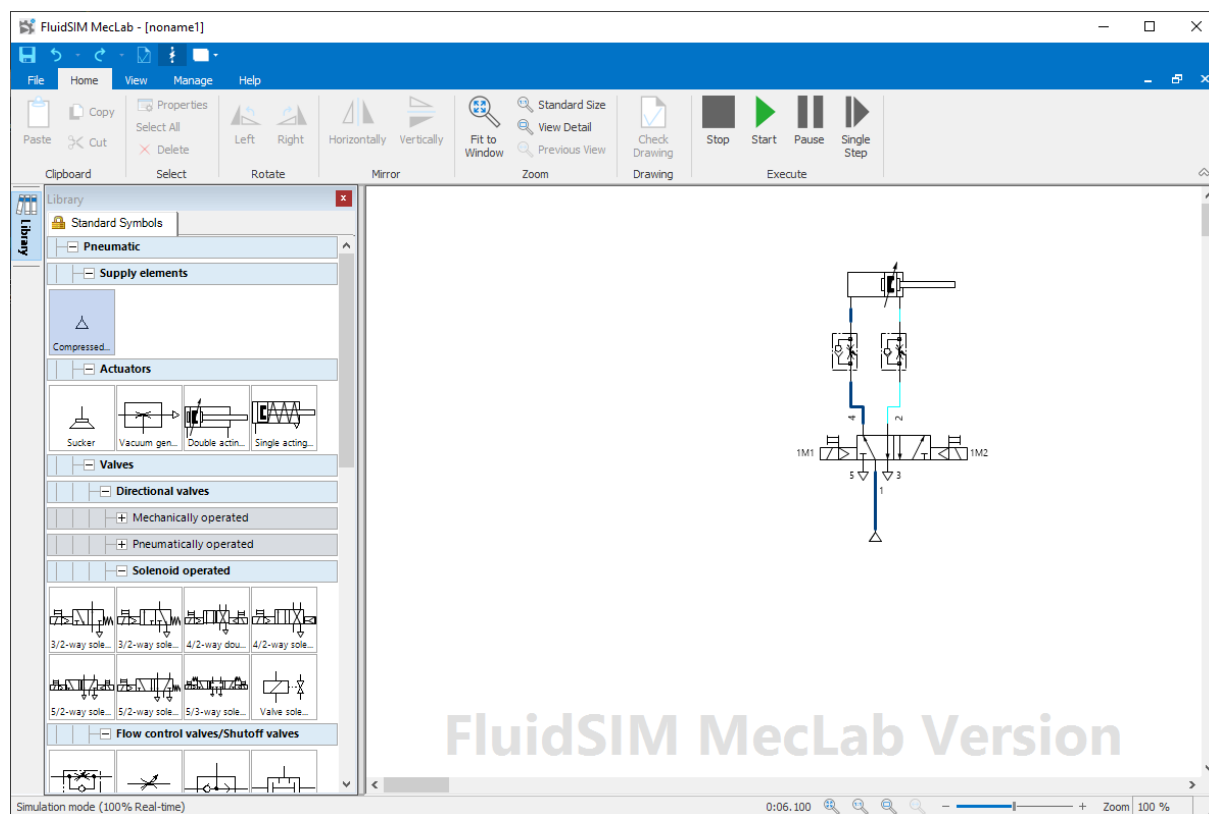 FluidSIM MecLab - [noname1]
File Home View Manage Help
Paste
Copy
Cut
Clipboard
Properties
Select All
Delete
Select
Left Right
Rotate
Horizontally Vertically
Mirror
Fit to
Window
Standard Size
View Detail
Previous View
Zoom
Check
Drawing
Drawing
Stop Start Pause Single
Step
Execute
Library
Library
Standard Symbols
Pneumatic
Supply elements
Compressed...
Actuators
Sucker Vacuum gen... Double actin... Single acting...
Valves
Directional valves
Mechanically operated
Pneumatically operated
Solenoid operated
3/2-way sole... 3/2-way sole... 4/2-way dou... 4/2-way sole...
5/2-way sole... 5/2-way sole... 5/3-way sole... Valve sole...
Flow control valves/Shutoff valves
4 2
1M1 1M2
5 3
1
FluidSIM MecLab Version
Simulation mode (100% Real-time)
0:06.100
Zoom 100 %